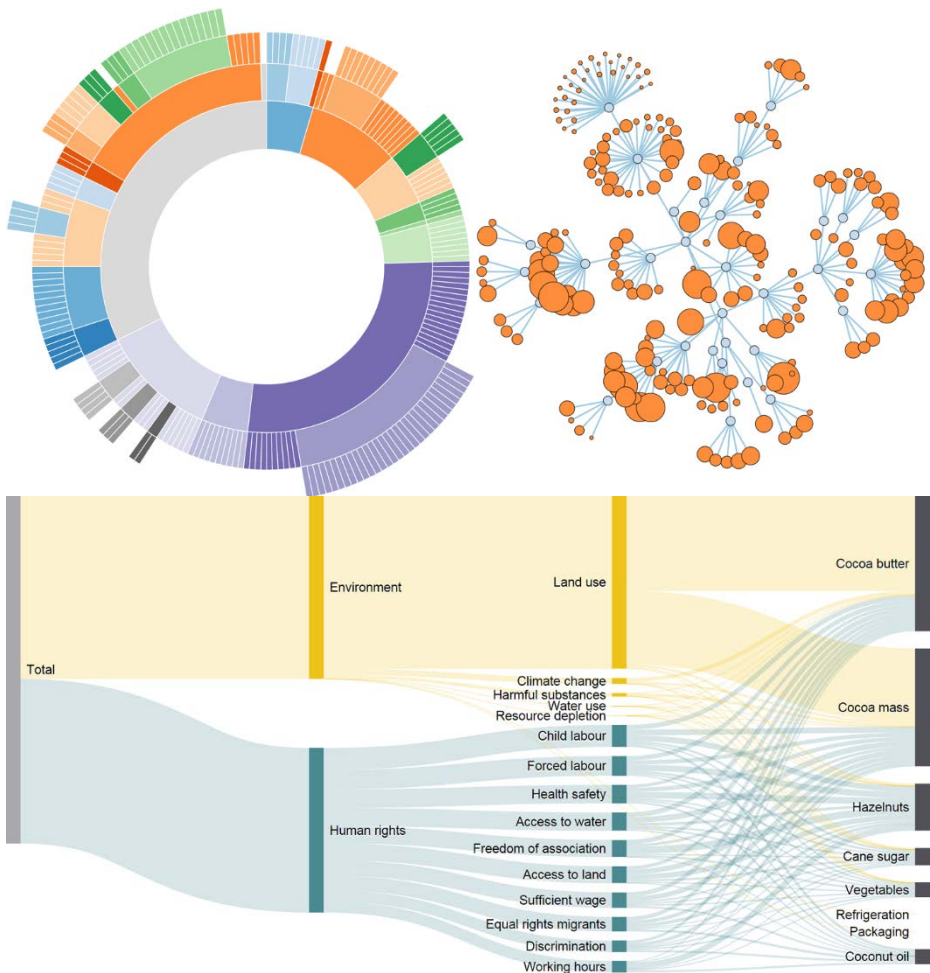 Total
Environment
Human rights
Land use
Climate change
Harmful substances
Water use
Resource depletion
Child labour
Forced labour
Health safety
Access to water
Freedom of association
Access to land
Sufficient wage
Equal rights migrants
Discrimination
Working hours
Cocoa butter
Cocoa mass
Hazelnuts
Cane sugar
Vegetables
Refrigeration
Packaging
Coconut oil